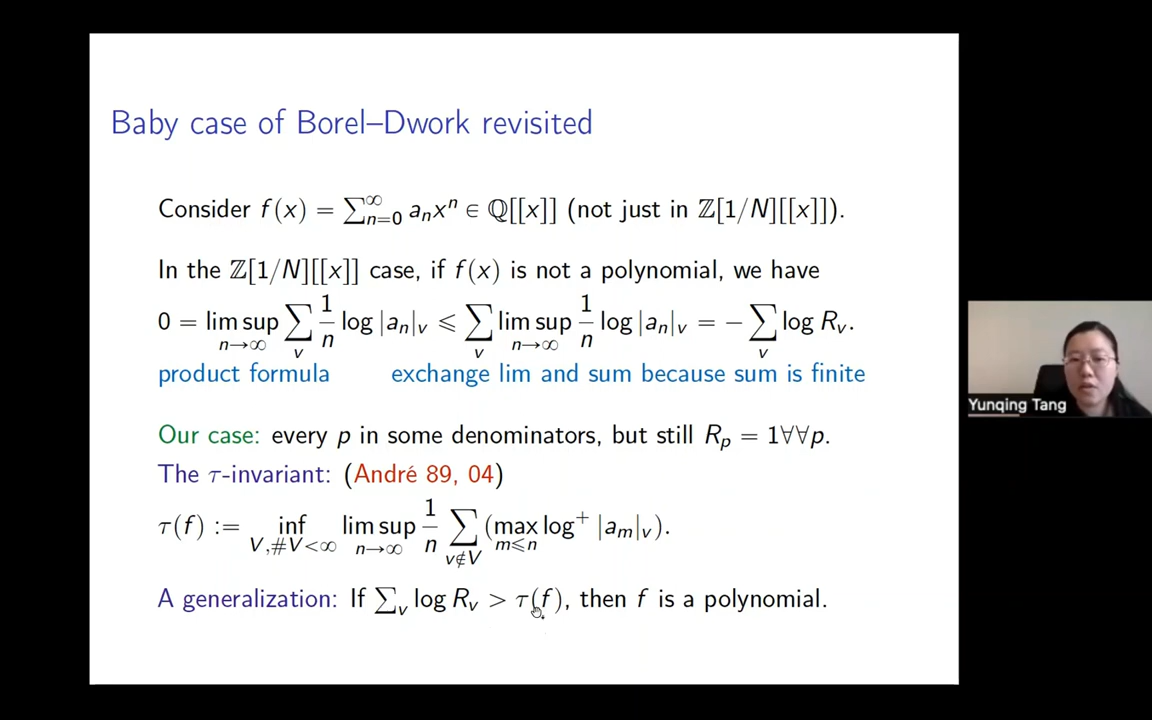 Baby case of Borel–Dwork revisited
Consider f(x) = ∑_{n=0}^{∞} a_n x^n ∈ ℚ[[x]] (not just in ℤ[1/N][[x]]).
In the ℤ[1/N][[x]] case, if f(x) is not a polynomial, we have
0 = lim sup_{n→∞} ∑_v 1/n log |a_n|_v ⩽ ∑_v lim sup_{n→∞} 1/n log |a_n|_v = − ∑_v log R_v.
product formula exchange lim and sum because sum is finite
Our case: every p in some denominators, but still R_p = 1∀∀p.
The τ-invariant: (André 89, 04)
τ(f) := inf_{V,#V<∞} lim sup_{n→∞} 1/n ∑_{v∉V} (max_{m⩽n} log⁺ |a_m|_v).
A generalization: If ∑_v log R_v > τ(f), then f is a polynomial.
Yunqing Tang